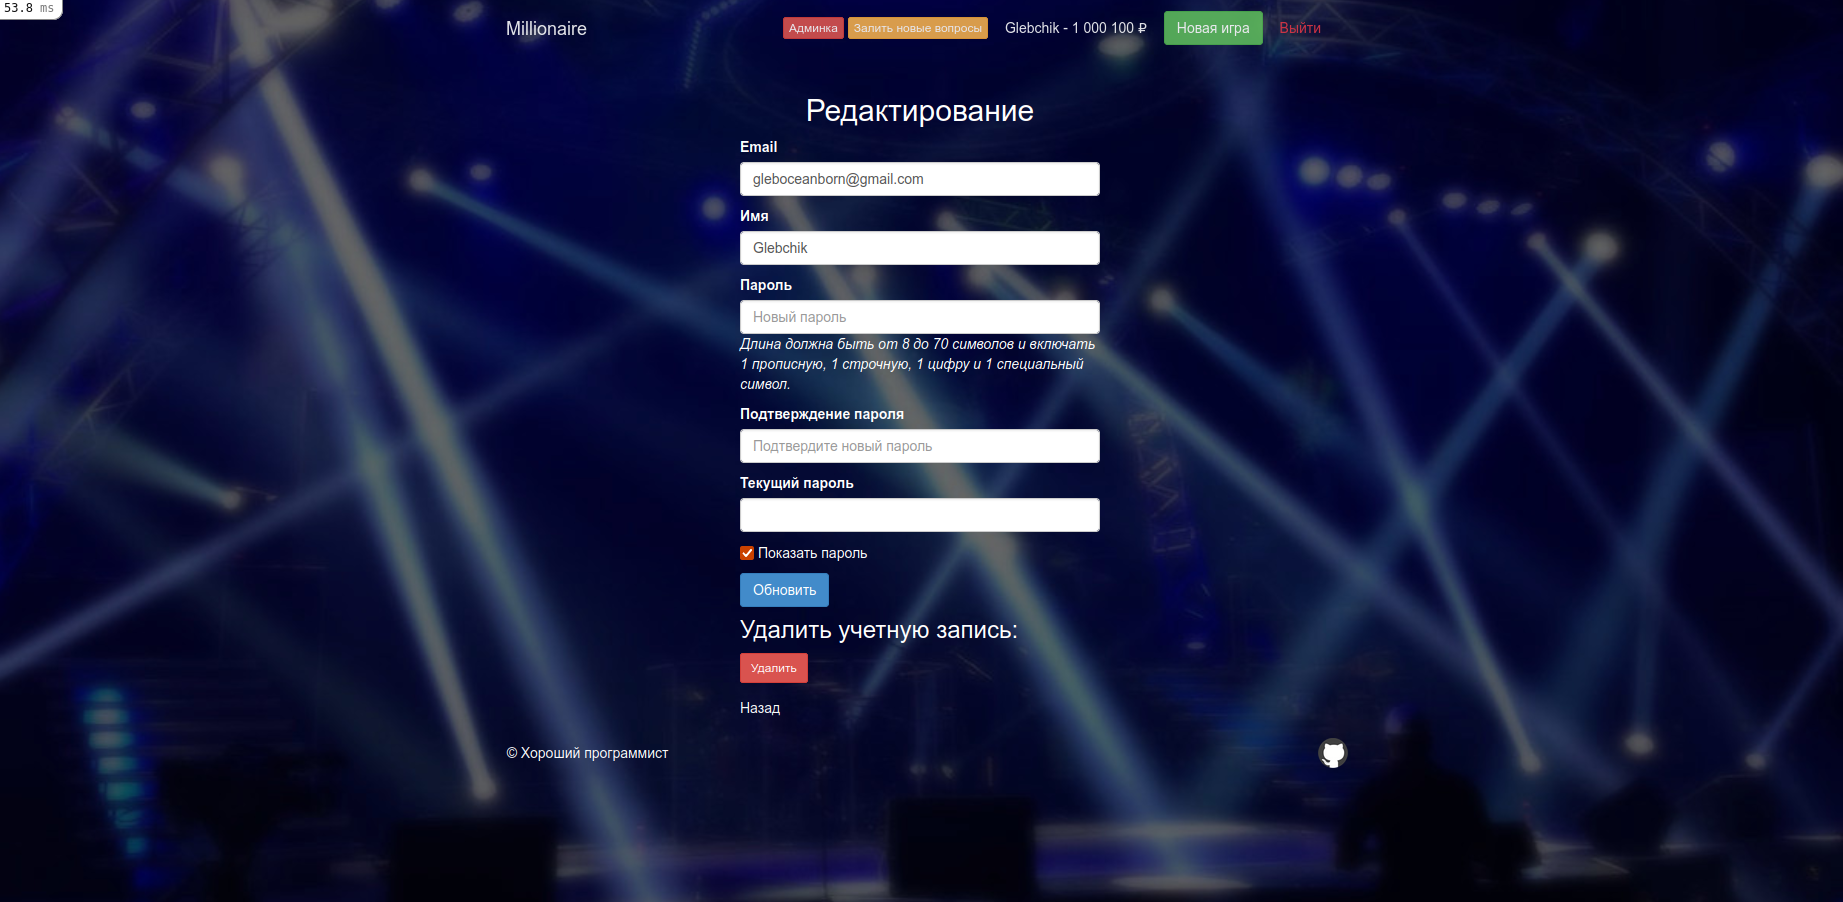 53.8 ms
Millionaire
Админка Залить новые вопросы Glebchik - 1 000 100 ₽ Новая игра Выйти
Редактирование
Email
gleboceanborn@gmail.com
Имя
Glebchik
Пароль
Новый пароль
Длина должна быть от 8 до 70 символов и включать
1 прописную, 1 строчную, 1 цифру и 1 специальный
символ.
Подтверждение пароля
Подтвердите новый пароль
Текущий пароль
Показать пароль
Обновить
Удалить учетную запись:
Удалить
Назад
© Хороший программист